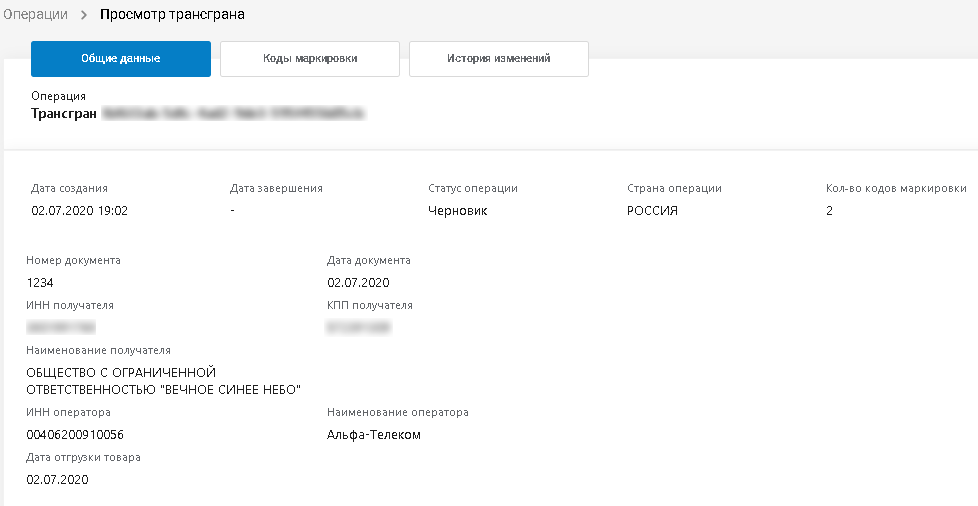 Операции > Просмотр трансграна
Общие данные Коды маркировки История изменений
Операция
Трансгран
Дата создания Дата завершения Статус операции Страна операции Кол-во кодов маркировки
02.07.2020 19:02 - Черновик РОССИЯ 2
Номер документа Дата документа
1234 02.07.2020
ИНН получателя КПП получателя
Наименование получателя
ОБЩЕСТВО С ОГРАНИЧЕННОЙ
ОТВЕТСТВЕННОСТЬЮ "ВЕЧНОЕ СИНЕЕ НЕБО"
ИНН оператора Наименование оператора
00406200910056 Альфа-Телеком
Дата отгрузки товара
02.07.2020